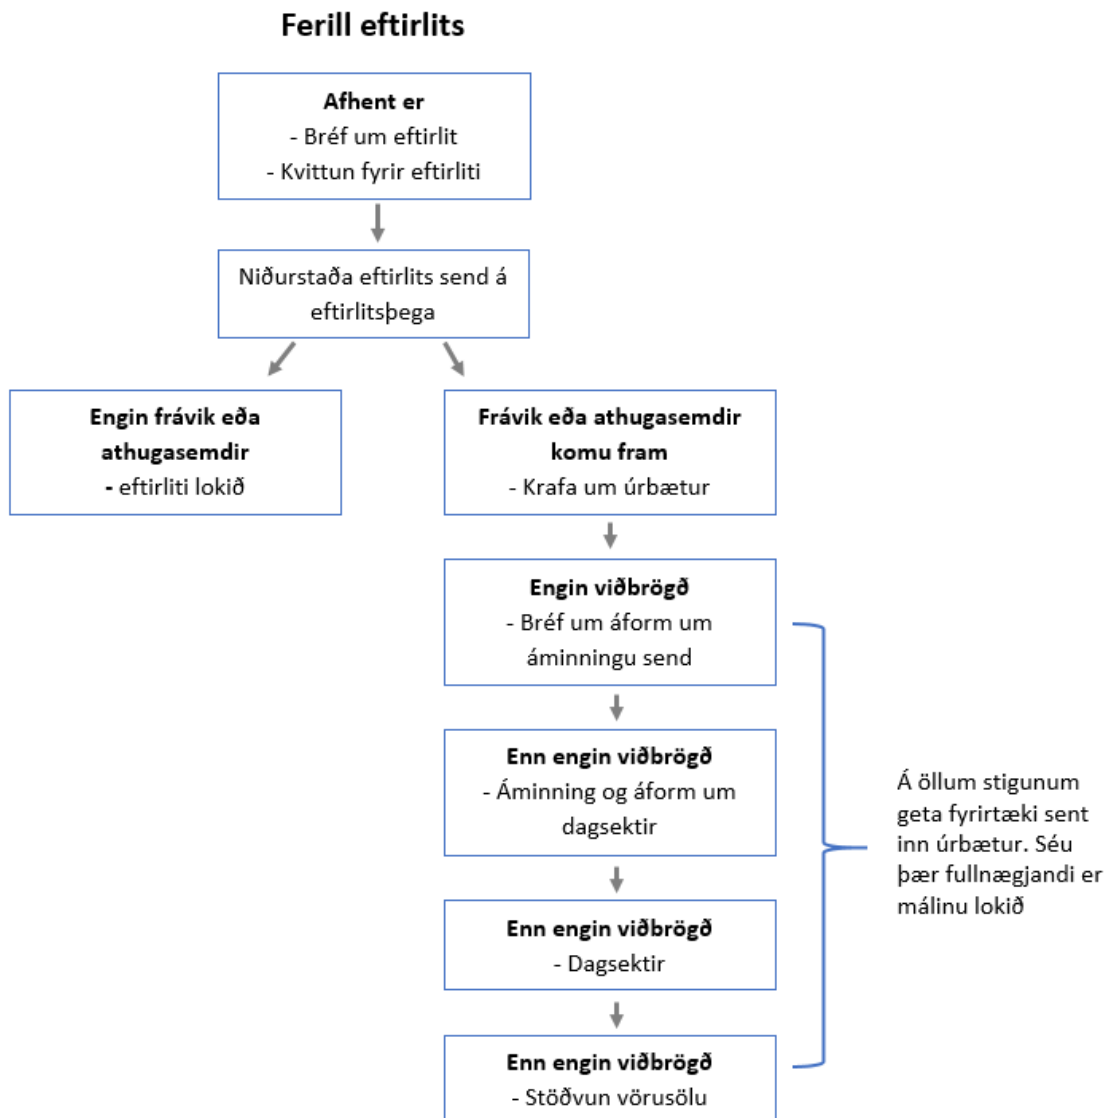 Ferill eftirlits
Afhent er
- Bréf um eftirlit
- Kvittun fyrir eftirliti
Niðurstaða eftirlits send á
eftirlitsþega
Engin frávik eða
athugasemdir
- eftirliti lokið
Frávik eða athugasemdir
komu fram
- Krafa um úrbætur
Engin viðbrögð
- Bréf um áform um
áminningu send
Enn engin viðbrögð
- Áminning og áform um
dagsektir
Enn engin viðbrögð
- Dagsektir
Enn engin viðbrögð
- Stöðvun vörusölu
Á öllum stigunum
geta fyrirtæki sent
inn úrbætur. Séu
þær fullnægjandi er
málinu lokið